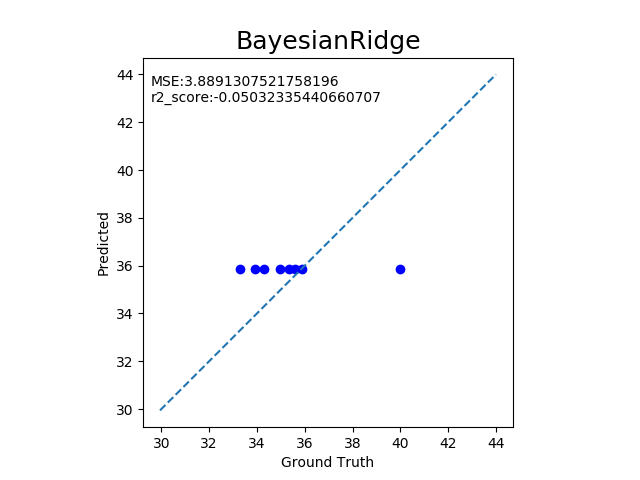 BayesianRidge
MSE:3.8891307521758196
r2_score:-0.05032335440660707
44
42
40
38
36
34
32
30
Predicted
30 32 34 36 38 40 42 44
Ground Truth